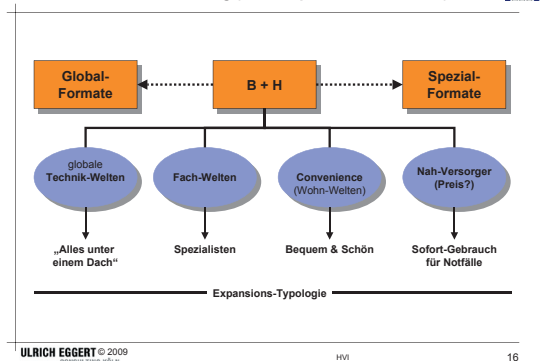 Global-
Formate
B + H
Spezial-
Formate
globale
Technik-Welten
Fach-Welten
Convenience
(Wohn-Welten)
Nah-Versorger
(Preis?)
„Alles unter
einem Dach“
Spezialisten
Bequem & Schön
Sofort-Gebrauch
für Notfälle
Expansions-Typologie
ULRICH EGGERT © 2009
HVI
16